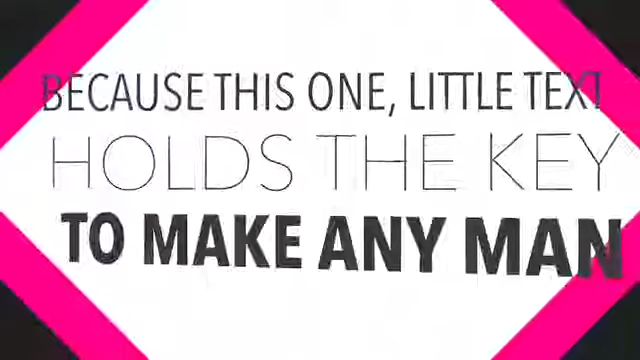 BECAUSE THIS ONE, LITTLE TEXT
HOLDS THE KEY
TO MAKE ANY MAN